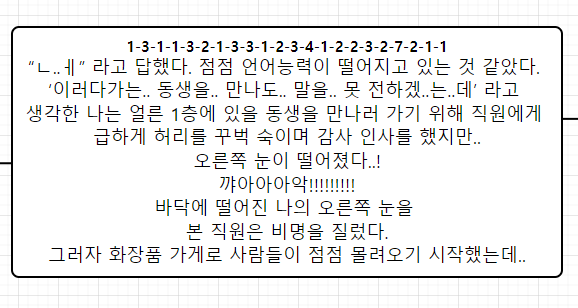 1-3-1-1-3-2-1-3-3-1-2-3-4-1-2-2-3-2-7-2-1-1
“ㄴ..ㅔ” 라고 답했다. 점점 언어능력이 떨어지고 있는 것 같았다.
‘이러다가는.. 동생을.. 만나도.. 말을.. 못 전하겠..는..데’ 라고
생각한 나는 얼른 1층에 있을 동생을 만나러 가기 위해 직원에게
급하게 허리를 꾸벅 숙이며 감사 인사를 했지만..
오른쪽 눈이 떨어졌다..!
꺄아아아악!!!!!!!!!
바닥에 떨어진 나의 오른쪽 눈을
본 직원은 비명을 질렀다.
그러자 화장품 가게로 사람들이 점점 몰려오기 시작했는데..